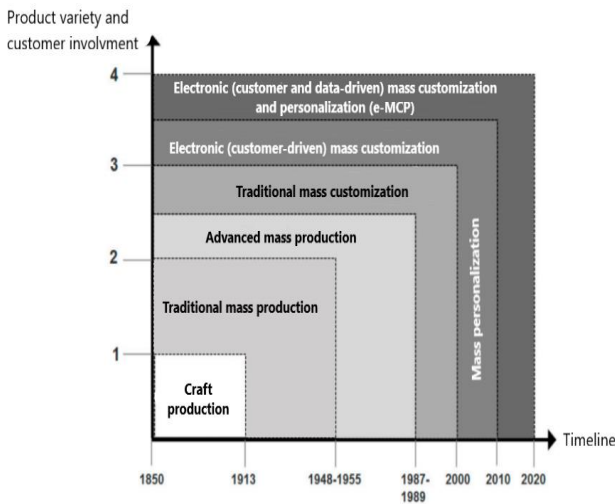 Product variety and
customer involvment
4
Electronic (customer and data-driven) mass customization
and personalization (e-MCP)
Electronic (customer-driven) mass customization
3
Traditional mass customization
Advanced mass production
2
Traditional mass production
Mass personalization
1
Craft
production
Timeline
1850
1913
1948-1955
1987-
1989
2000
2010
2020